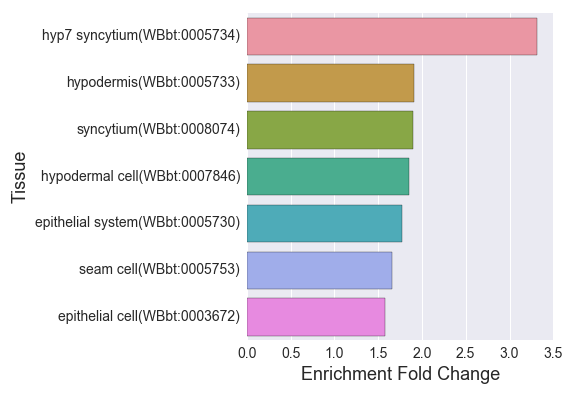 hyp7 syncytium(WBbt:0005734)
hypodermis(WBbt:0005733)
syncytium(WBbt:0008074)
hypodermal cell(WBbt:0007846)
epithelial system(WBbt:0005730)
seam cell(WBbt:0005753)
epithelial cell(WBbt:0003672)
Tissue
0.0 0.5 1.0 1.5 2.0 2.5 3.0 3.5
Enrichment Fold Change